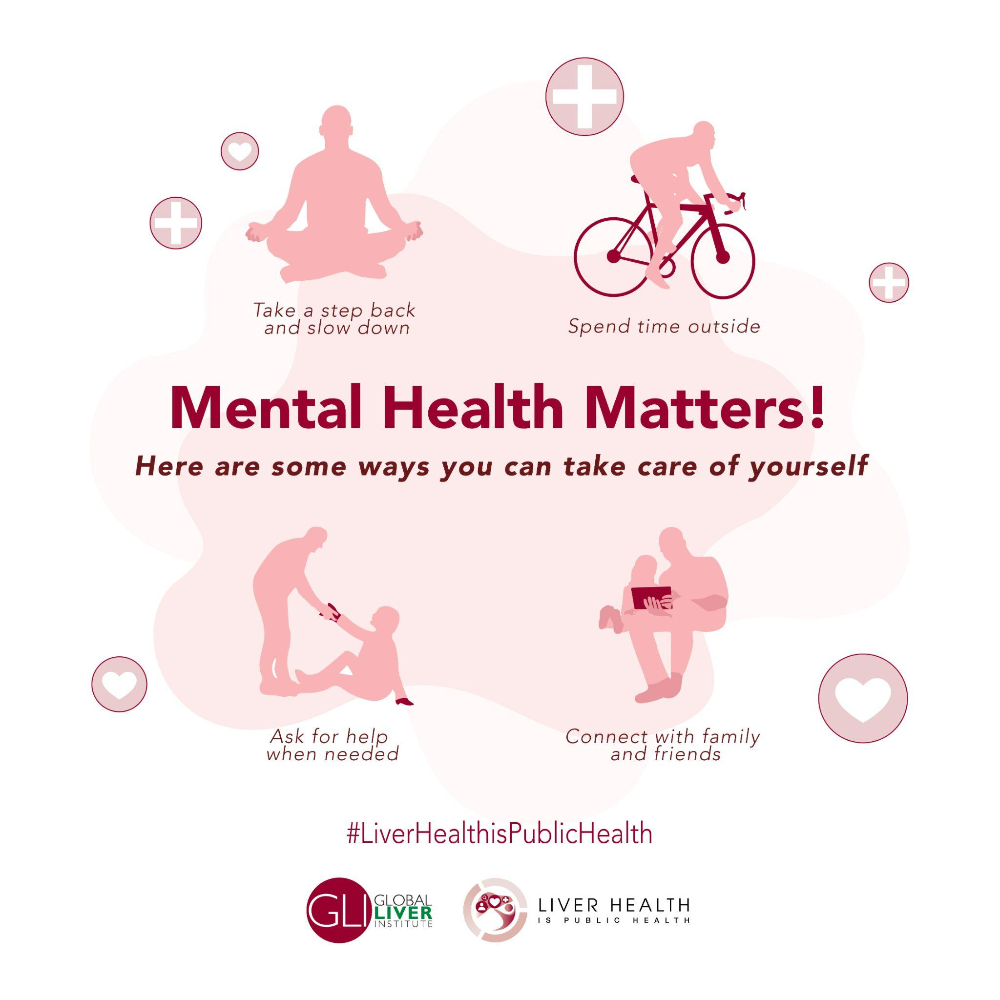 Take a step back
and slow down
Spend time outside
Mental Health Matters!
Here are some ways you can take care of yourself
Ask for help
when needed
Connect with family
and friends
#LiverHealthisPublicHealth
GLI
GLOBAL
LIVER
INSTITUTE
LIVER HEALTH
IS PUBLIC HEALTH